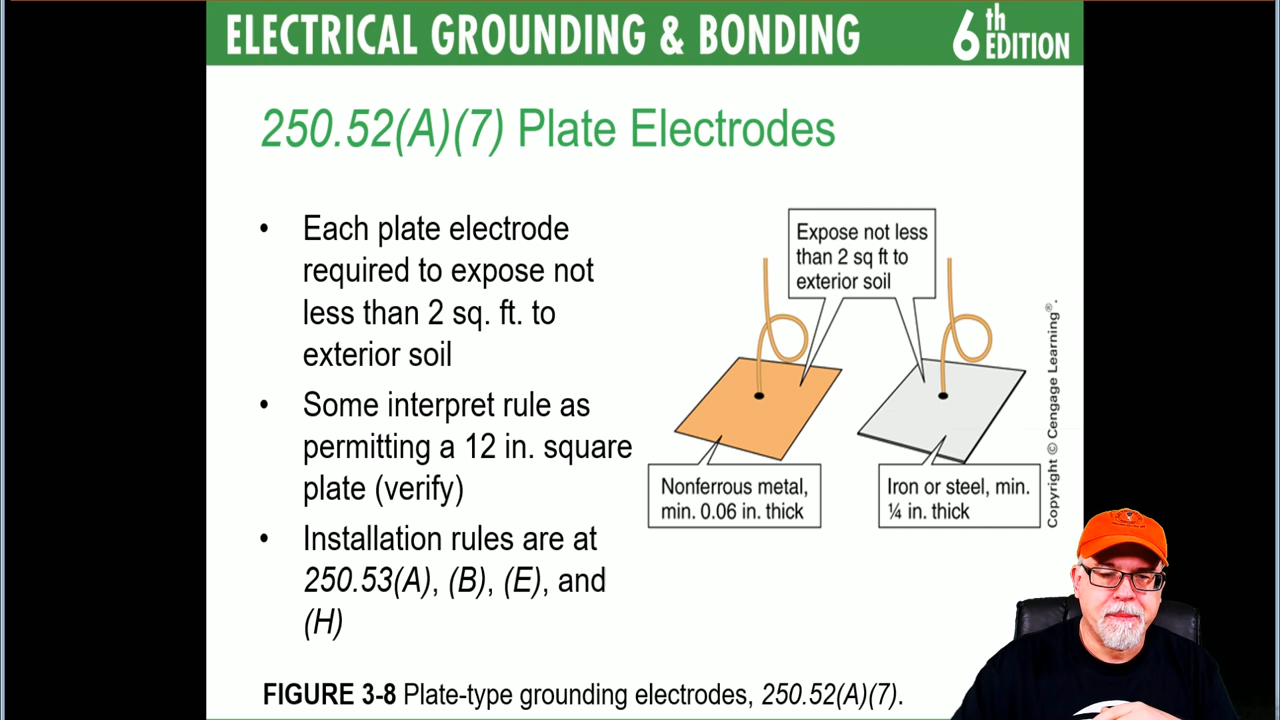 ELECTRICAL GROUNDING & BONDING
6th EDITION
250.52(A)(7) Plate Electrodes
• Each plate electrode
required to expose not
less than 2 sq. ft. to
exterior soil
• Some interpret rule as
permitting a 12 in. square
plate (verify)
• Installation rules are at
250.53(A), (B), (E), and
(H)
Expose not less
than 2 sq ft to
exterior soil
Nonferrous metal,
min. 0.06 in. thick
Iron or steel, min.
¼ in. thick
Copyright © Cengage Learning®.
FIGURE 3-8 Plate-type grounding electrodes, 250.52(A)(7).